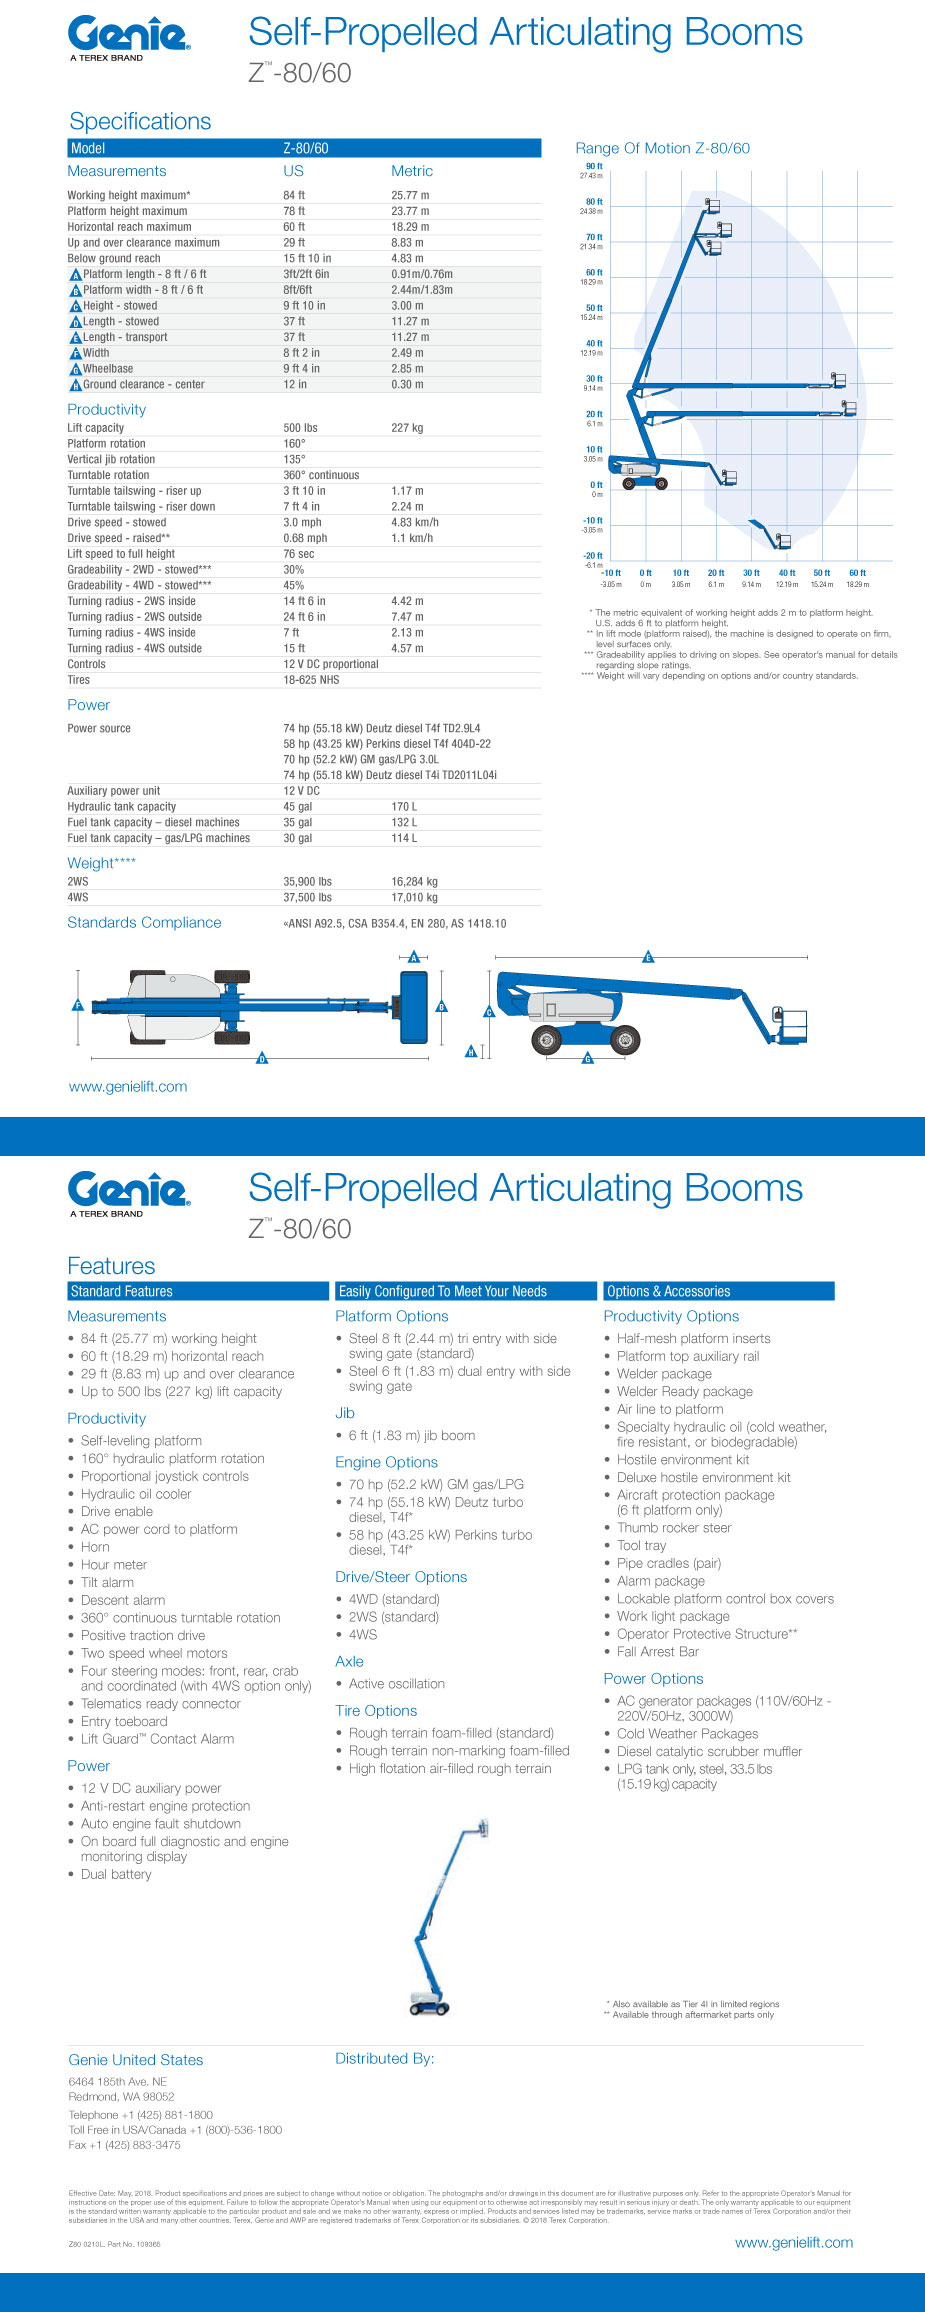 Genie®
A TEREX BRAND
Self-Propelled Articulating Booms
Z™-80/60
Specifications
Model Z-80/60
Measurements US Metric
Working height maximum* 84 ft 25.77 m
Platform height maximum 78 ft 23.77 m
Horizontal reach maximum 60 ft 18.29 m
Up and over clearance maximum 29 ft 8.83 m
Below ground reach 15 ft 10 in 4.83 m
A Platform length - 8 ft / 6 ft 3ft/2ft 6in 0.91m/0.76m
B Platform width - 8 ft / 6 ft 8ft/6ft 2.44m/1.83m
C Height - stowed 9 ft 10 in 3.00 m
D Length - stowed 37 ft 11.27 m
E Length - transport 37 ft 11.27 m
F Width 8 ft 2 in 2.49 m
G Wheelbase 9 ft 4 in 2.85 m
H Ground clearance - center 12 in 0.30 m
Productivity
Lift capacity 500 lbs 227 kg
Platform rotation 160°
Vertical jib rotation 135°
Turntable rotation 360° continuous
Turntable tailswing - riser up 3 ft 10 in 1.17 m
Turntable tailswing - riser down 7 ft 4 in 2.24 m
Drive speed - stowed 3.0 mph 4.83 km/h
Drive speed - raised** 0.68 mph 1.1 km/h
Lift speed to full height 76 sec
Gradeability - 2WD - stowed*** 30%
Gradeability - 4WD - stowed*** 45%
Turning radius - 2WS inside 14 ft 6 in 4.42 m
Turning radius - 2WS outside 24 ft 6 in 7.47 m
Turning radius - 4WS inside 7 ft 2.13 m
Turning radius - 4WS outside 15 ft 4.57 m
Controls 12 V DC proportional
Tires 18-625 NHS
Power
Power source 74 hp (55.18 kW) Deutz diesel T4f TD2.9L4
58 hp (43.25 kW) Perkins diesel T4f 404D-22
70 hp (52.2 kW) GM gas/LPG 3.0L
74 hp (55.18 kW) Deutz diesel T4i TD2011L04i
Auxiliary power unit 12 V DC
Hydraulic tank capacity 45 gal 170 L
Fuel tank capacity – diesel machines 35 gal 132 L
Fuel tank capacity – gas/LPG machines 30 gal 114 L
Weight****
2WS 35,900 lbs 16,284 kg
4WS 37,500 lbs 17,010 kg
Standards Compliance «ANSI A92.5, CSA B354.4, EN 280, AS 1418.10
Range Of Motion Z-80/60
90 ft
27.43 m
80 ft
24.38 m
70 ft
21.34 m
60 ft
18.29 m
50 ft
15.24 m
40 ft
12.19 m
30 ft
9.14 m
20 ft
6.1 m
10 ft
3.05 m
0 ft
0 m
-10 ft
-3.05 m
-20 ft
-6.1 m
-10 ft 0 ft 10 ft 20 ft 30 ft 40 ft 50 ft 60 ft
-3.05 m 0 m 3.05 m 6.1 m 9.14 m 12.19 m 15.24 m 18.29 m
* The metric equivalent of working height adds 2 m to platform height.
U.S. adds 6 ft to platform height.
** In lift mode (platform raised), the machine is designed to operate on firm,
level surfaces only.
*** Gradeability applies to driving on slopes. See operator's manual for details
regarding slope ratings.
**** Weight will vary depending on options and/or country standards.
A
F
B
D
E
C
H
G
www.genielift.com
Genie®
A TEREX BRAND
Self-Propelled Articulating Booms
Z™-80/60
Features
Standard Features
Measurements
• 84 ft (25.77 m) working height
• 60 ft (18.29 m) horizontal reach
• 29 ft (8.83 m) up and over clearance
• Up to 500 lbs (227 kg) lift capacity
Productivity
• Self-leveling platform
• 160° hydraulic platform rotation
• Proportional joystick controls
• Hydraulic oil cooler
• Drive enable
• AC power cord to platform
• Horn
• Hour meter
• Tilt alarm
• Descent alarm
• 360° continuous turntable rotation
• Positive traction drive
• Two speed wheel motors
• Four steering modes: front, rear, crab
and coordinated (with 4WS option only)
• Telematics ready connector
• Entry toeboard
• Lift Guard™ Contact Alarm
Power
• 12 V DC auxiliary power
• Anti-restart engine protection
• Auto engine fault shutdown
• On board full diagnostic and engine
monitoring display
• Dual battery
Easily Configured To Meet Your Needs
Platform Options
• Steel 8 ft (2.44 m) tri entry with side
swing gate (standard)
• Steel 6 ft (1.83 m) dual entry with side
swing gate
Jib
• 6 ft (1.83 m) jib boom
Engine Options
• 70 hp (52.2 kW) GM gas/LPG
• 74 hp (55.18 kW) Deutz turbo
diesel, T4f*
• 58 hp (43.25 kW) Perkins turbo
diesel, T4f*
Drive/Steer Options
• 4WD (standard)
• 2WS (standard)
• 4WS
Axle
• Active oscillation
Tire Options
• Rough terrain foam-filled (standard)
• Rough terrain non-marking foam-filled
• High flotation air-filled rough terrain
Options & Accessories
Productivity Options
• Half-mesh platform inserts
• Platform top auxiliary rail
• Welder package
• Welder Ready package
• Air line to platform
• Specialty hydraulic oil (cold weather,
fire resistant, or biodegradable)
• Hostile environment kit
• Deluxe hostile environment kit
• Aircraft protection package
(6 ft platform only)
• Thumb rocker steer
• Tool tray
• Pipe cradles (pair)
• Alarm package
• Lockable platform control box covers
• Work light package
• Operator Protective Structure**
• Fall Arrest Bar
Power Options
• AC generator packages (110V/60Hz -
220V/50Hz, 3000W)
• Cold Weather Packages
• Diesel catalytic scrubber muffler
• LPG tank only, steel, 33.5 lbs
(15.19 kg) capacity
* Also available as Tier 4I in limited regions
** Available through aftermarket parts only
Genie United States
6464 185th Ave. NE
Redmond, WA 98052
Telephone +1 (425) 881-1800
Toll Free in USA/Canada +1 (800)-536-1800
Fax +1 (425) 883-3475
Distributed By:
Effective Date: May, 2018. Product specifications and prices are subject to change without notice or obligation. The photographs and/or drawings in this document are for illustrative purposes only. Refer to the appropriate Operator's Manual for
instructions on the proper use of this equipment. Failure to follow the appropriate Operator's Manual when using our equipment or to otherwise act irresponsibly may result in serious injury or death. The only warranty applicable to our equipment
is the standard written warranty applicable to the particular product and sale and we make no other warranty, express or implied. Products and services listed may be trademarks, service marks or trade names of Terex Corporation and/or their
subsidiaries in the USA and many other countries. Terex, Genie and AWP are registered trademarks of Terex Corporation or its subsidiaries. © 2018 Terex Corporation.
Z80 0210L. Part No. 109365
www.genielift.com